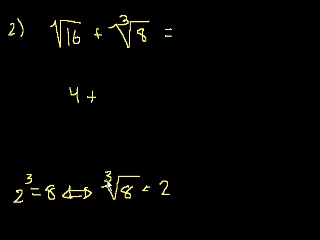 2) √16 + ∛8 =
4 +
2³ = 8 ⟺ ∛8 = 2